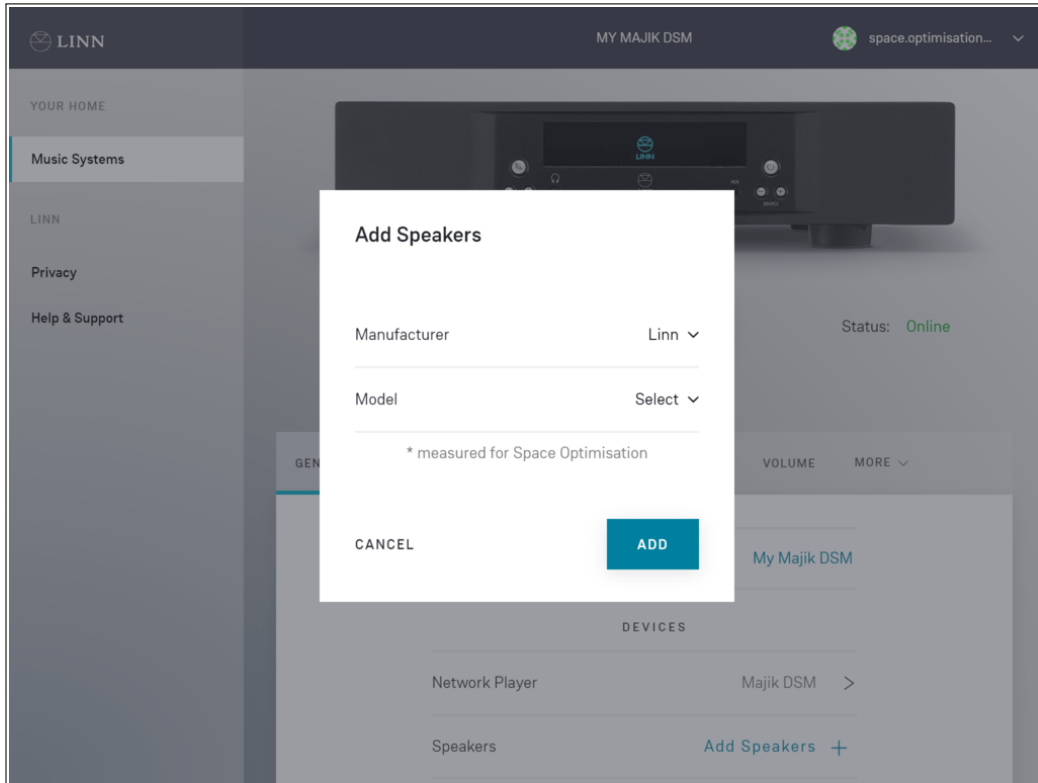 LINN
MY MAJIK DSM
space.optimisation...
YOUR HOME
Music Systems
LINN
Privacy
Help & Support
LINN
Add Speakers
Manufacturer
Linn
Model
Select
* measured for Space Optimisation
CANCEL
ADD
Status: Online
GEN
VOLUME
MORE
My Majik DSM
DEVICES
Network Player
Majik DSM
Speakers
Add Speakers +